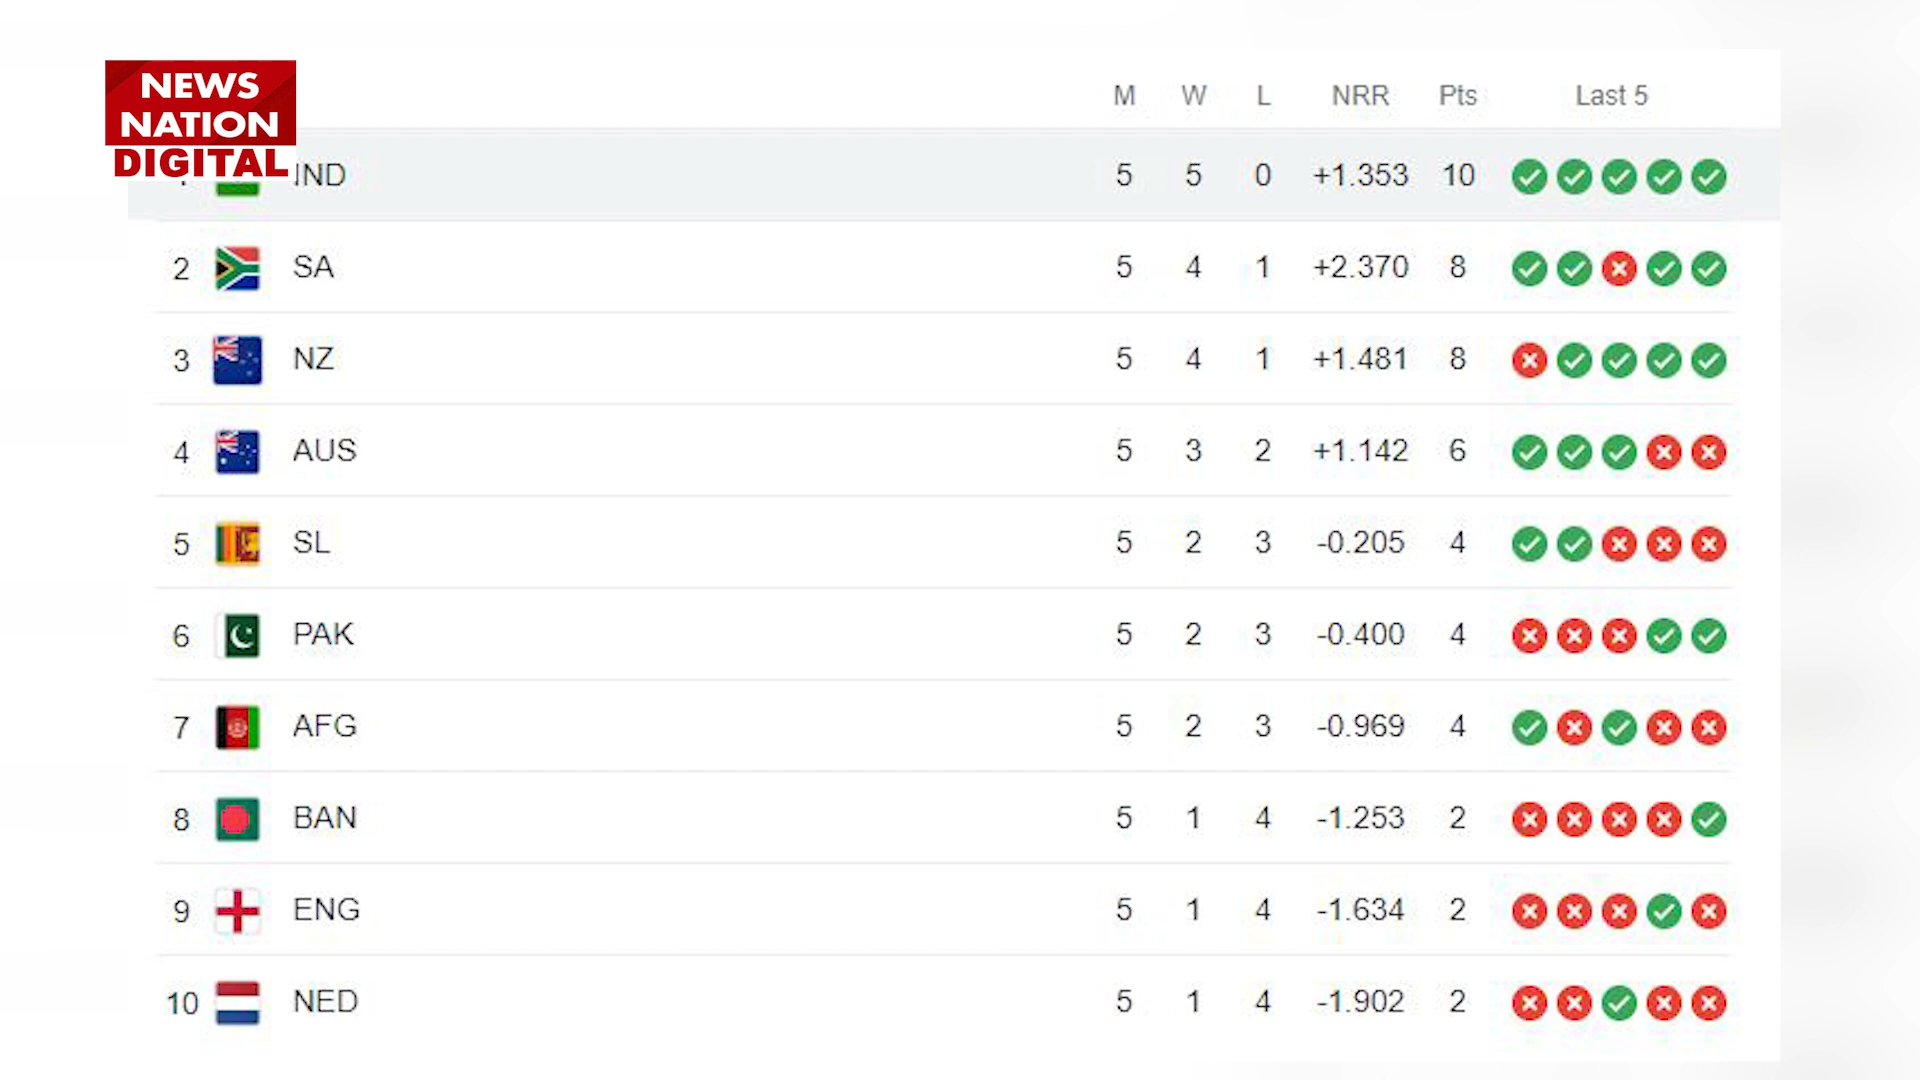 NEWS
NATION
DIGITAL
M W L NRR Pts Last 5
IND 5 5 0 +1.353 10
2 SA 5 4 1 +2.370 8
3 NZ 5 4 1 +1.481 8
4 AUS 5 3 2 +1.142 6
5 SL 5 2 3 -0.205 4
6 PAK 5 2 3 -0.400 4
7 AFG 5 2 3 -0.969 4
8 BAN 5 1 4 -1.253 2
9 ENG 5 1 4 -1.634 2
10 NED 5 1 4 -1.902 2